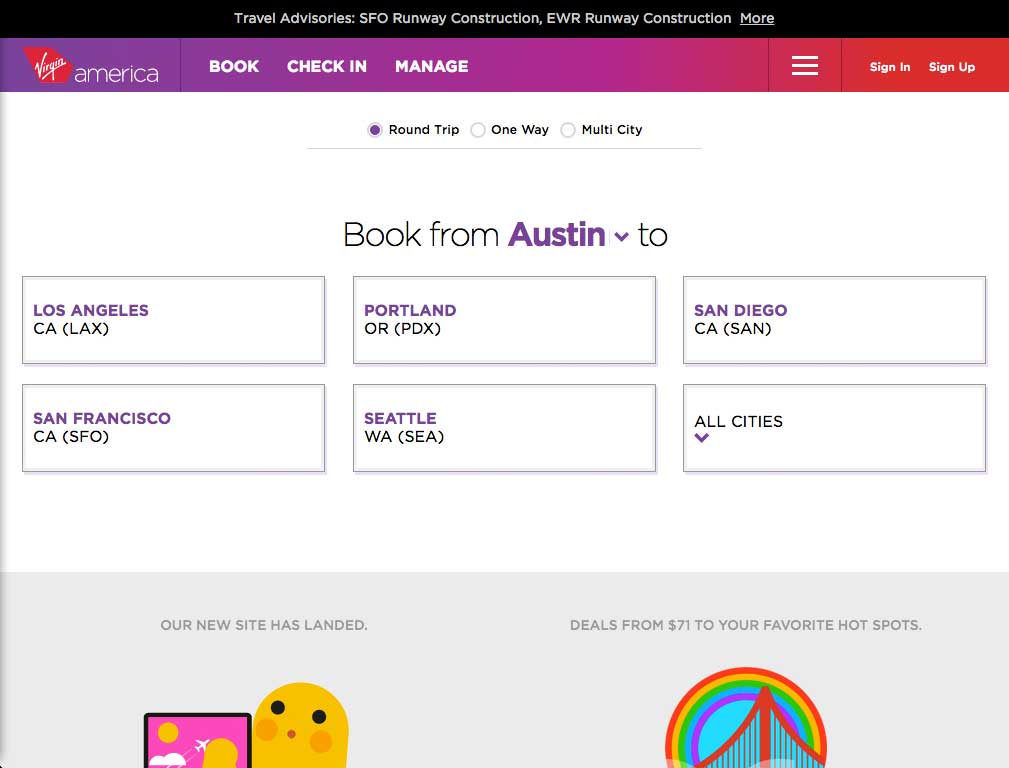 Travel Advisories: SFO Runway Construction, EWR Runway Construction More
Virgin america BOOK CHECK IN MANAGE Sign In Sign Up
Round Trip One Way Multi City
Book from Austin to
LOS ANGELES
CA (LAX)
PORTLAND
OR (PDX)
SAN DIEGO
CA (SAN)
SAN FRANCISCO
CA (SFO)
SEATTLE
WA (SEA)
ALL CITIES
OUR NEW SITE HAS LANDED.
DEALS FROM $71 TO YOUR FAVORITE HOT SPOTS.